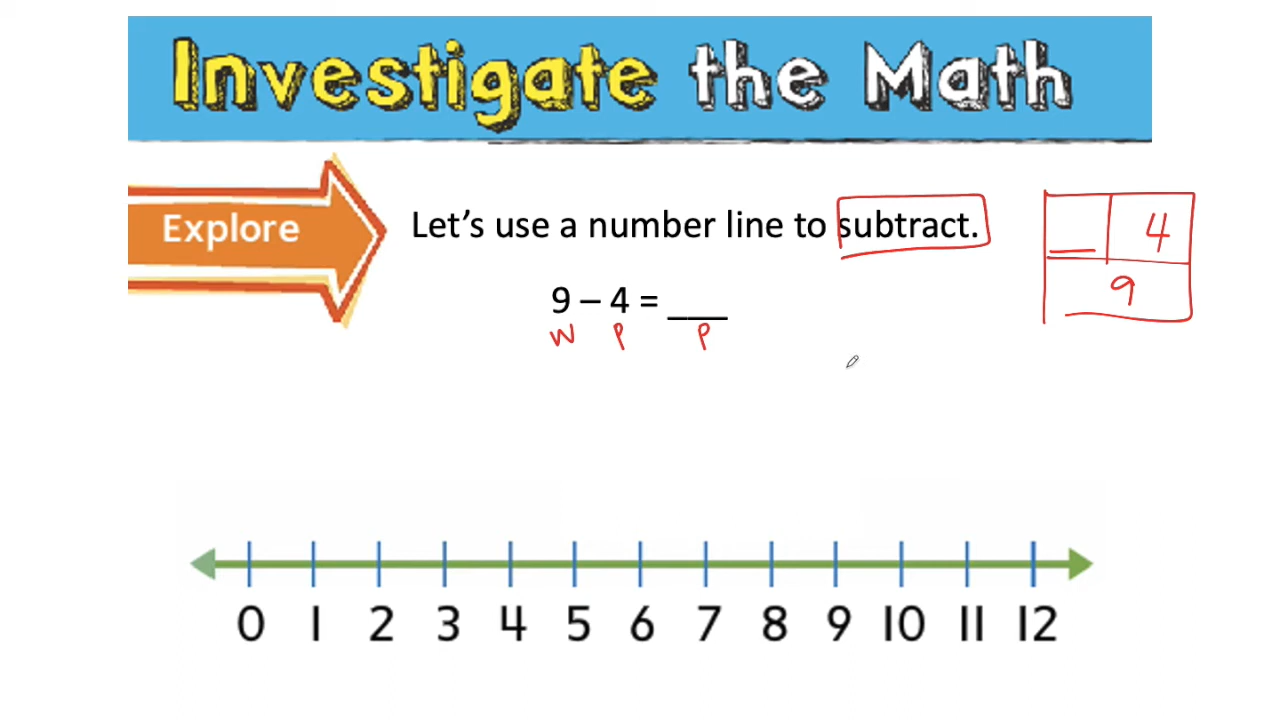 Investigate the Math
Explore
Let's use a number line to subtract.
__ 4
9
9 – 4 = ___
W P P
0 1 2 3 4 5 6 7 8 9 10 11 12